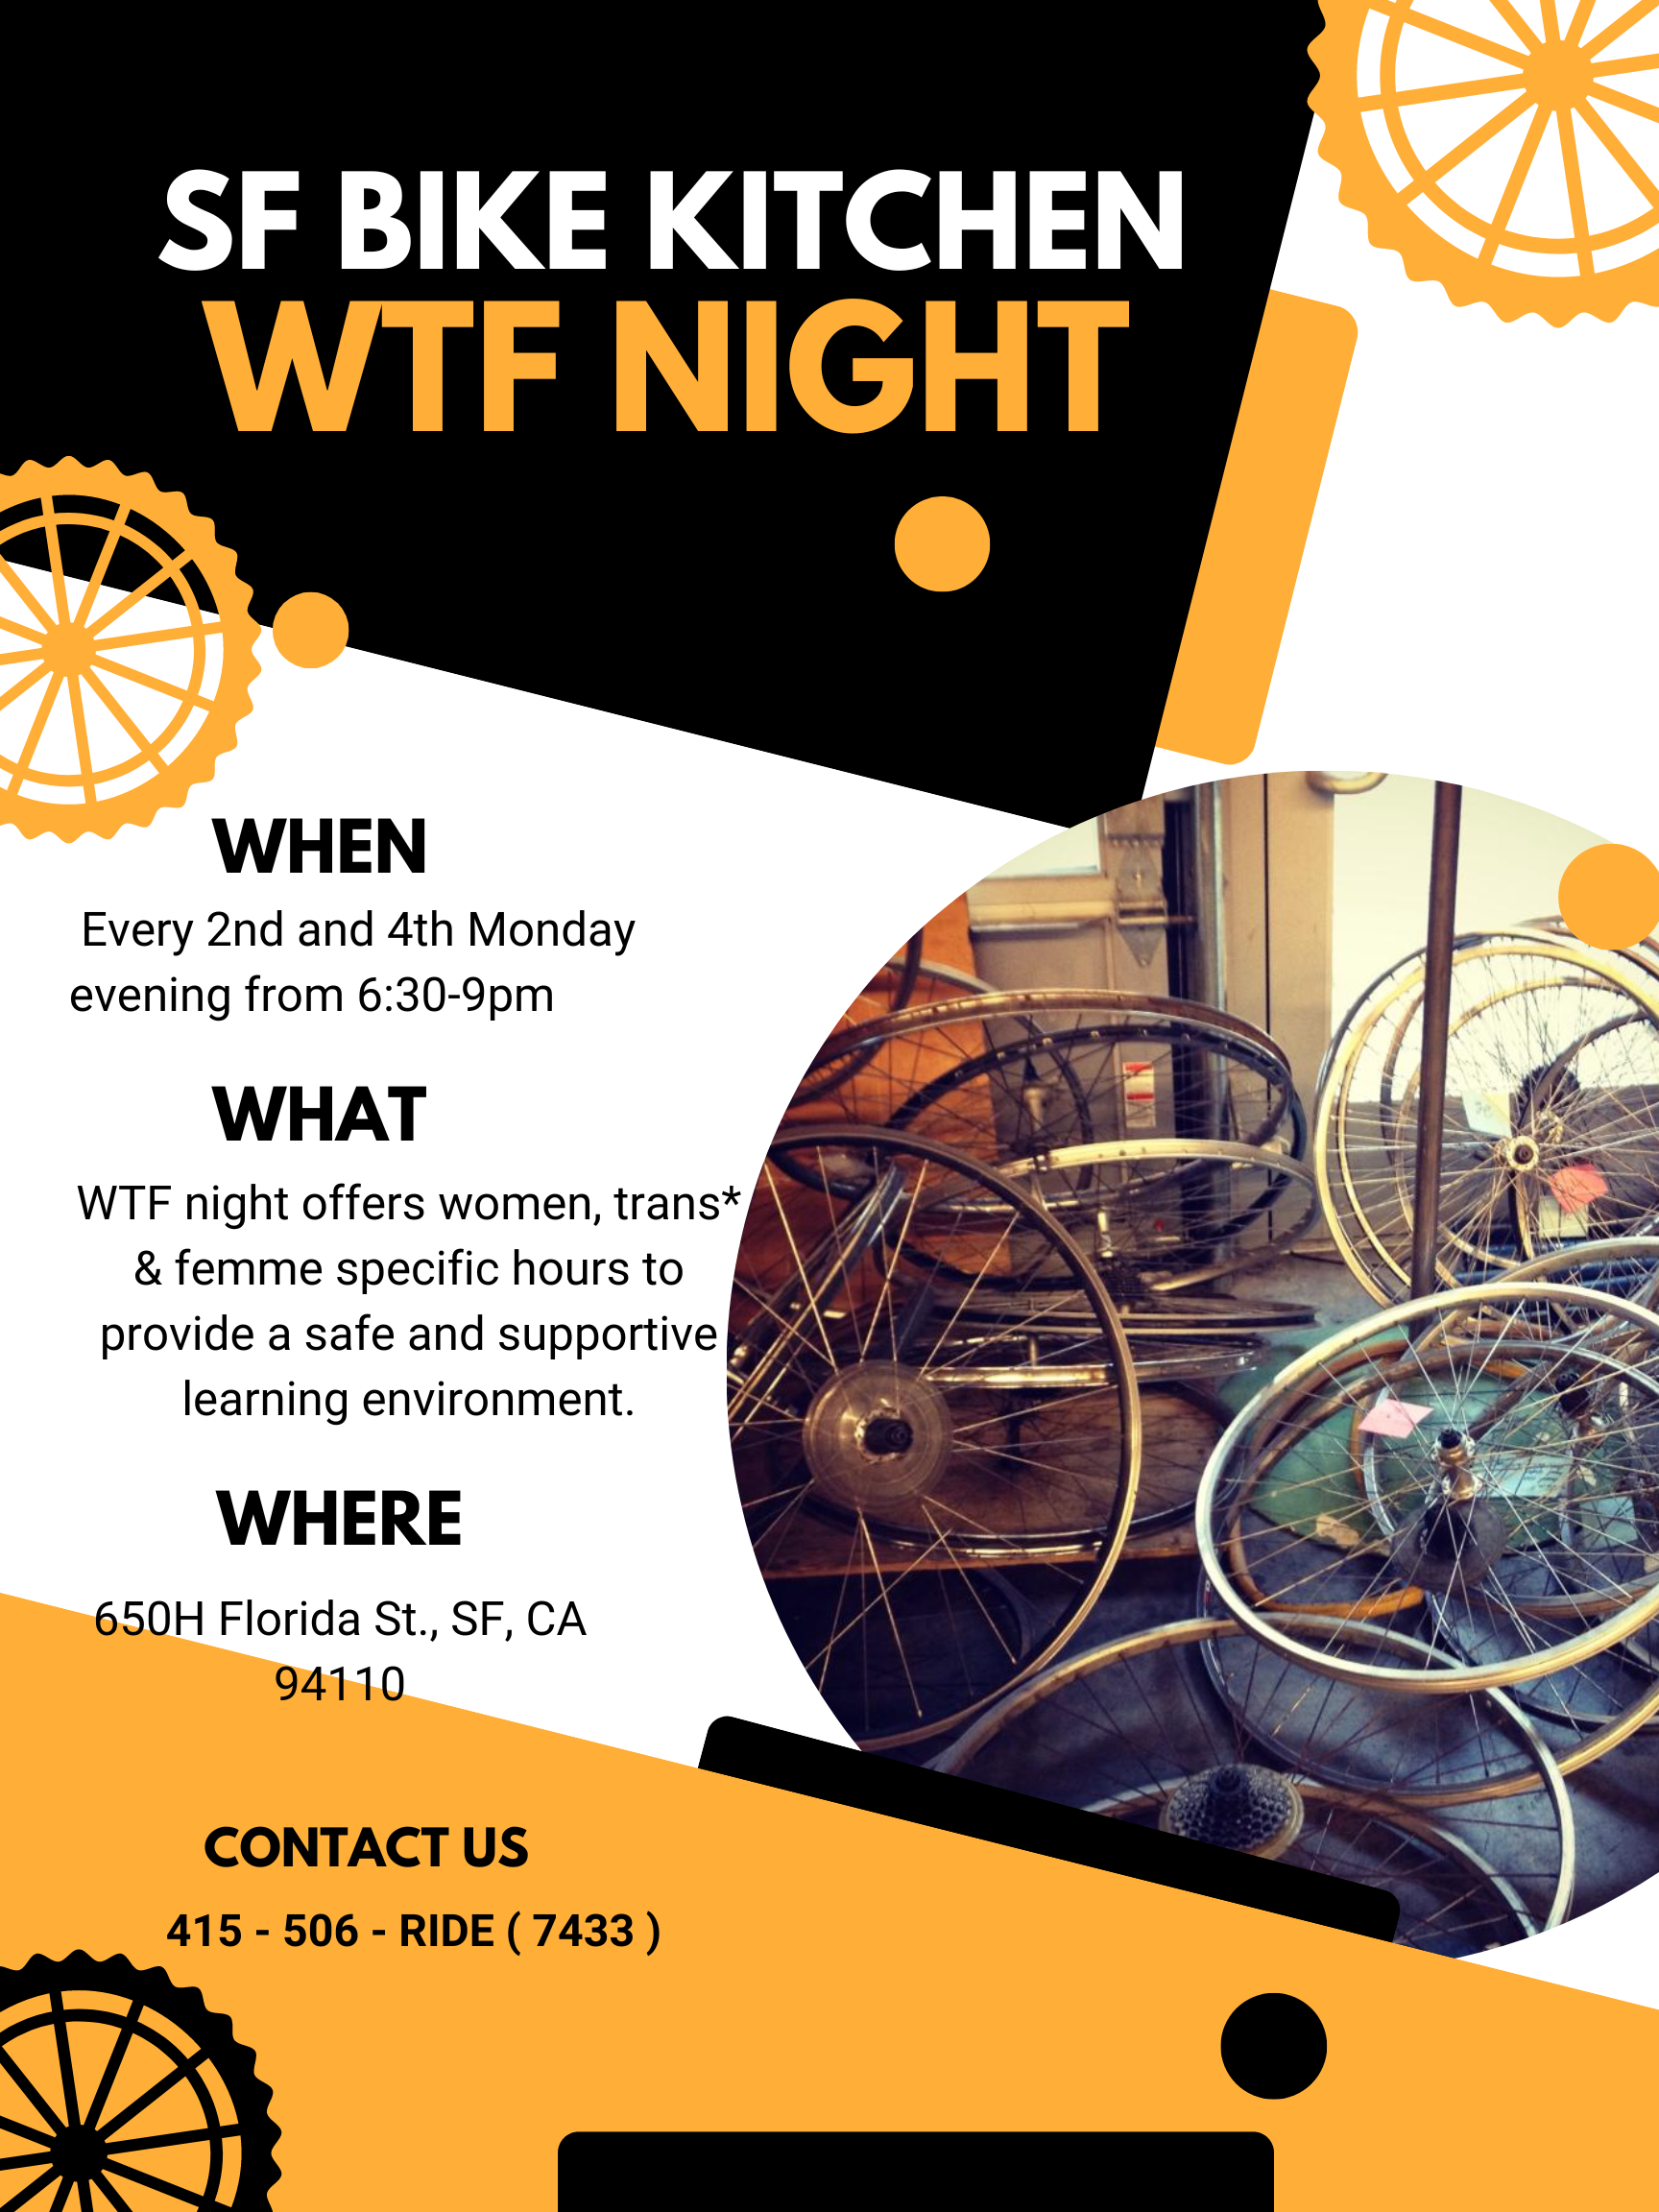 SF BIKE KITCHEN
WTF NIGHT
WHEN
Every 2nd and 4th Monday
evening from 6:30-9pm
WHAT
WTF night offers women, trans*
& femme specific hours to
provide a safe and supportive
learning environment.
WHERE
650H Florida St., SF, CA
94110
CONTACT US
415 - 506 - RIDE ( 7433 )